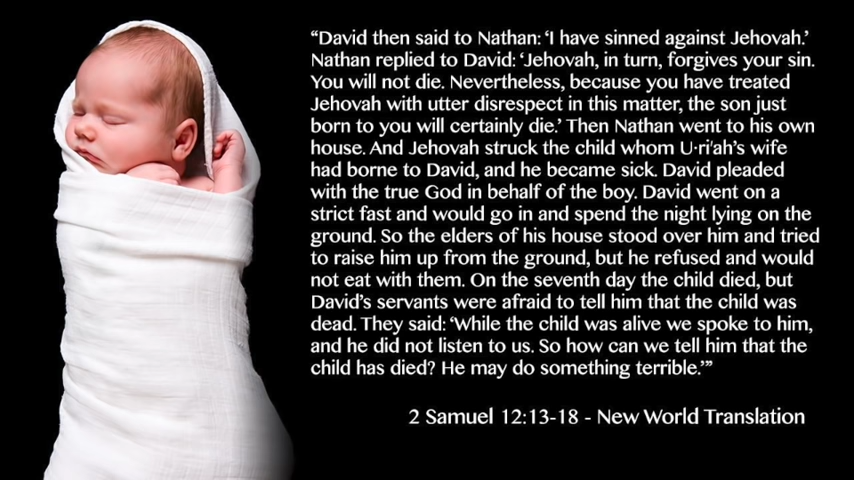 “David then said to Nathan: ‘I have sinned against Jehovah.’
Nathan replied to David: ‘Jehovah, in turn, forgives your sin.
You will not die. Nevertheless, because you have treated
Jehovah with utter disrespect in this matter, the son just
born to you will certainly die.’ Then Nathan went to his own
house. And Jehovah struck the child whom U·ri′ah’s wife
had borne to David, and he became sick. David pleaded
with the true God in behalf of the boy. David went on a
strict fast and would go in and spend the night lying on the
ground. So the elders of his house stood over him and tried
to raise him up from the ground, but he refused and would
not eat with them. On the seventh day the child died, but
David’s servants were afraid to tell him that the child was
dead. They said: ‘While the child was alive we spoke to him,
and he did not listen to us. So how can we tell him that the
child has died? He may do something terrible.’”
2 Samuel 12:13-18 - New World Translation